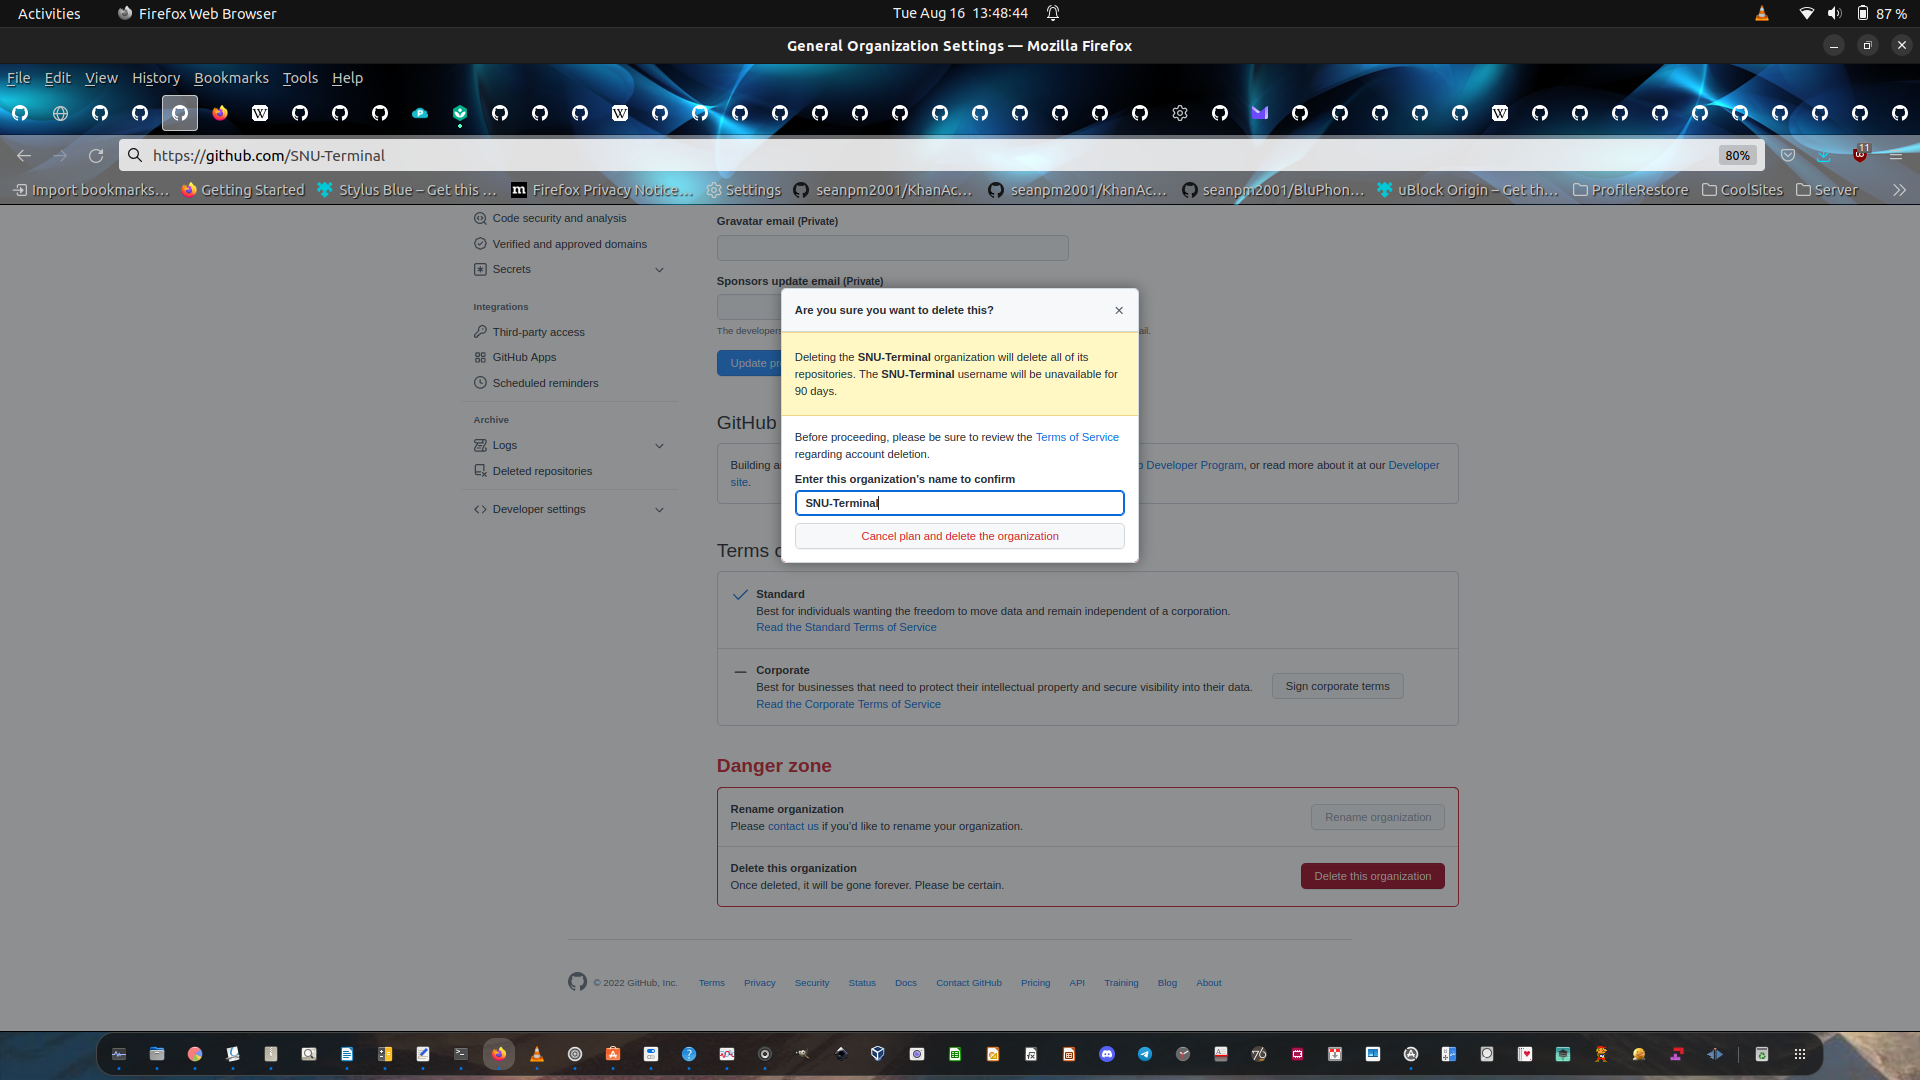 Activities
Firefox Web Browser
Tue Aug 16 13:48:44
87 %
General Organization Settings — Mozilla Firefox
File Edit View History Bookmarks Tools Help
https://github.com/SNU-Terminal
80%
11
Import bookmarks…
Getting Started
Stylus Blue – Get this …
Firefox Privacy Notice…
Settings
seanpm2001/KhanAc…
seanpm2001/KhanAc…
seanpm2001/BluPhon…
uBlock Origin – Get th…
ProfileRestore
CoolSites
Server
Code security and analysis
Verified and approved domains
Secrets
Integrations
Third-party access
GitHub Apps
Scheduled reminders
Archive
Logs
Deleted repositories
Developer settings
Gravatar email (Private)
Sponsors update email (Private)
The developer
ail.
Update pr
GitHub
Building a
o Developer Program, or read more about it at our Developer
site.
Are you sure you want to delete this?
Deleting the SNU-Terminal organization will delete all of its
repositories. The SNU-Terminal username will be unavailable for
90 days.
Before proceeding, please be sure to review the Terms of Service
regarding account deletion.
Enter this organization's name to confirm
SNU-Terminal
Cancel plan and delete the organization
Terms o
Standard
Best for individuals wanting the freedom to move data and remain independent of a corporation.
Read the Standard Terms of Service
Corporate
Best for businesses that need to protect their intellectual property and secure visibility into their data.
Read the Corporate Terms of Service
Sign corporate terms
Danger zone
Rename organization
Please contact us if you'd like to rename your organization.
Rename organization
Delete this organization
Once deleted, it will be gone forever. Please be certain.
Delete this organization
© 2022 GitHub, Inc.
Terms
Privacy
Security
Status
Docs
Contact GitHub
Pricing
API
Training
Blog
About